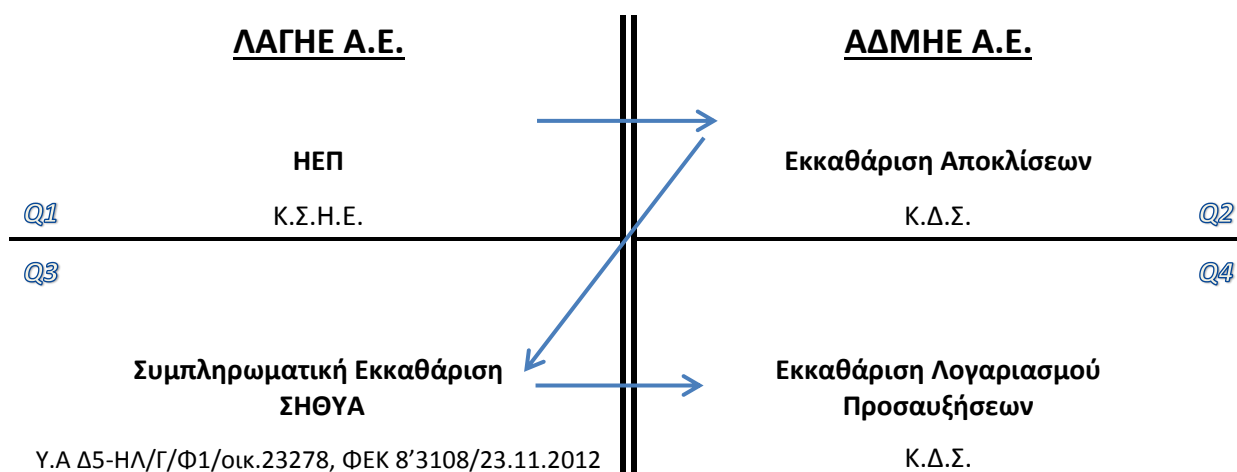 ΛΑΓΗΕ Α.Ε.
ΑΔΜΗΕ Α.Ε.
ΗΕΠ
Εκκαθάριση Αποκλίσεων
Q1
Κ.Σ.Η.Ε.
Κ.Δ.Σ.
Q2
Q3
Q4
Συμπληρωματική Εκκαθάριση
ΣΗΘΥΑ
Εκκαθάριση Λογαριασμού
Προσαυξήσεων
Υ.Α Δ5-ΗΛ/Γ/Φ1/οικ.23278, ΦΕΚ 8’3108/23.11.2012
Κ.Δ.Σ.